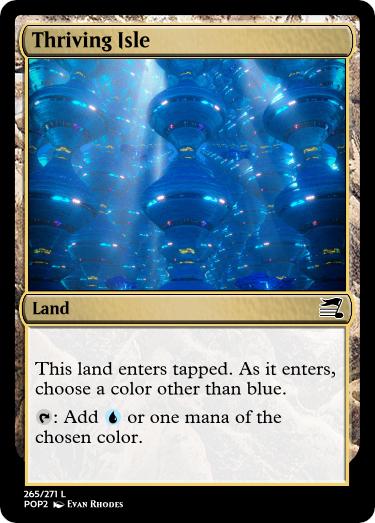 Thriving Isle
Land
This land enters tapped. As it enters,
choose a color other than blue.
: Add or one mana of the
chosen color.
265/271 L
POP2 Evan Rhodes